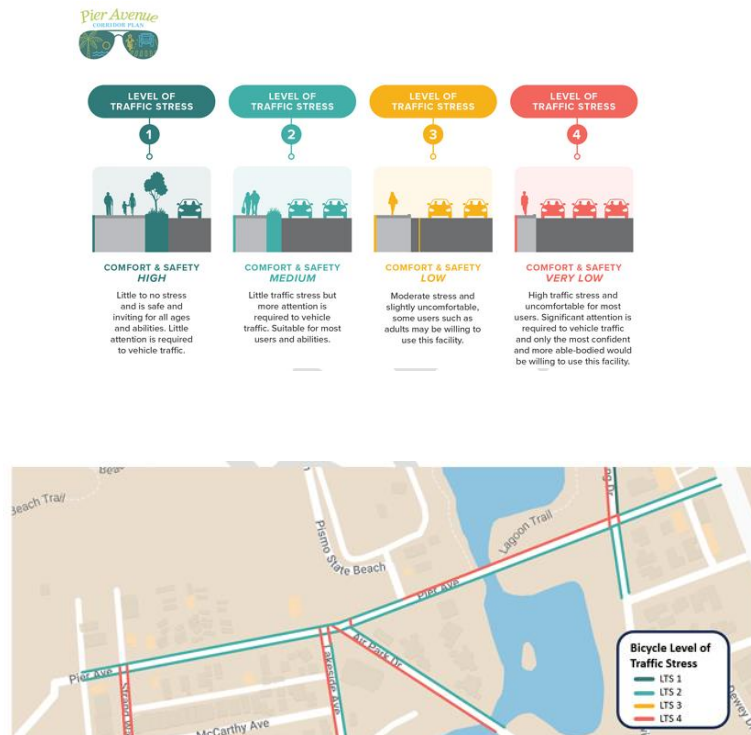 Pier Avenue
CORRIDOR PLAN
LEVEL OF
TRAFFIC STRESS
1
LEVEL OF
TRAFFIC STRESS
2
LEVEL OF
TRAFFIC STRESS
3
LEVEL OF
TRAFFIC STRESS
4
COMFORT & SAFETY
HIGH
Little to no stress
and is safe and
inviting for all ages
and abilities. Little
attention is required
to vehicle traffic.
COMFORT & SAFETY
MEDIUM
Little traffic stress but
more attention is
required to vehicle
traffic. Suitable for most
users and abilities.
COMFORT & SAFETY
LOW
Moderate stress and
slightly uncomfortable,
some users such as
adults may be willing to
use this facility.
COMFORT & SAFETY
VERY LOW
High traffic stress and
uncomfortable for most
users. Significant attention is
required to vehicle traffic
and only the most confident
and more able-bodied would
be willing to use this facility.
Beach Trail
Pismo State Beach
Lagoon Trail
ng Dr
Pier Ave
Air Park Dr
Lakeside Ave
Pier Ave
McCarthy Ave
Dewey D
Bicycle Level of
Traffic Stress
LTS 1
LTS 2
LTS 3
LTS 4